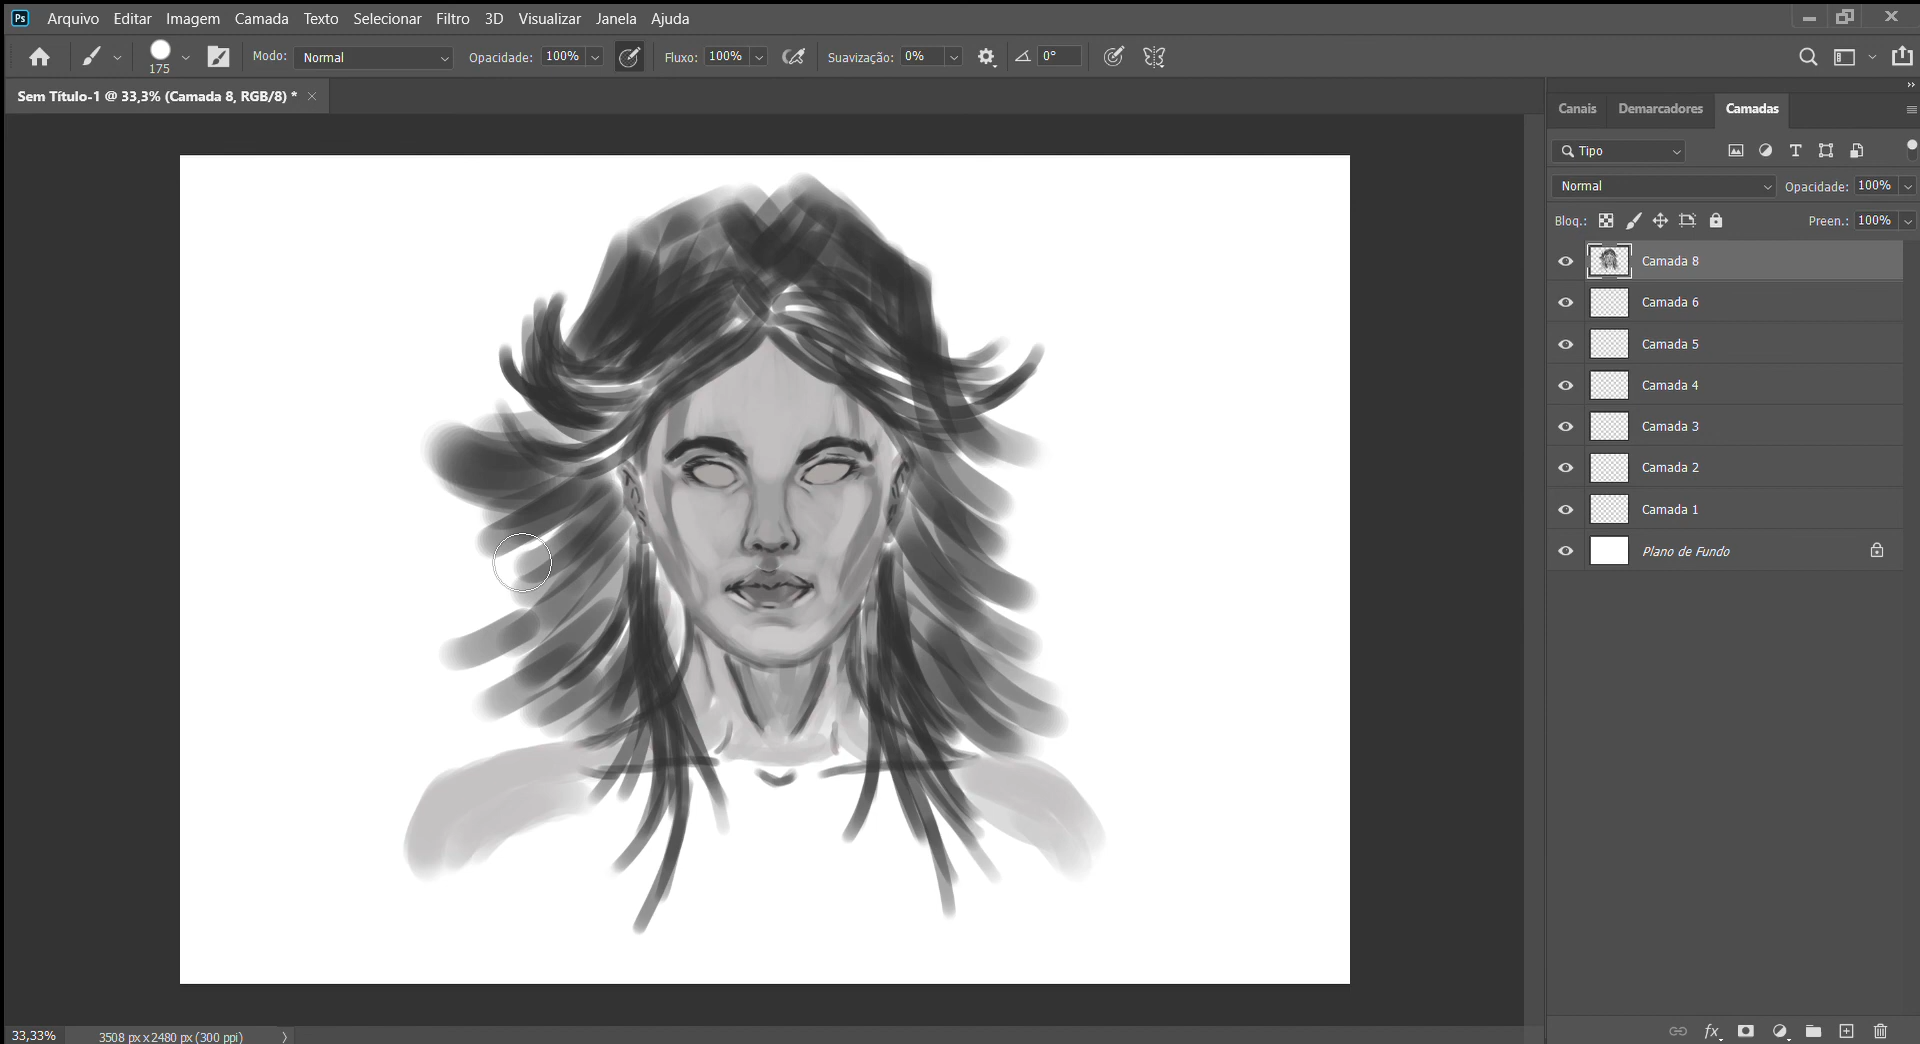 Ps Arquivo Editar Imagem Camada Texto Selecionar Filtro 3D Visualizar Janela Ajuda
175 Modo: Normal Opacidade: 100% Fluxo: 100% Suavização: 0% 0°
Sem Título-1 @ 33,3% (Camada 8, RGB/8) *
Canais Demarcadores Camadas
Tipo
Normal Opacidade: 100%
Bloq.: Preen.: 100%
Camada 8
Camada 6
Camada 5
Camada 4
Camada 3
Camada 2
Camada 1
Plano de Fundo
33,33% 3508 px x 2480 px (300 ppi)
fx